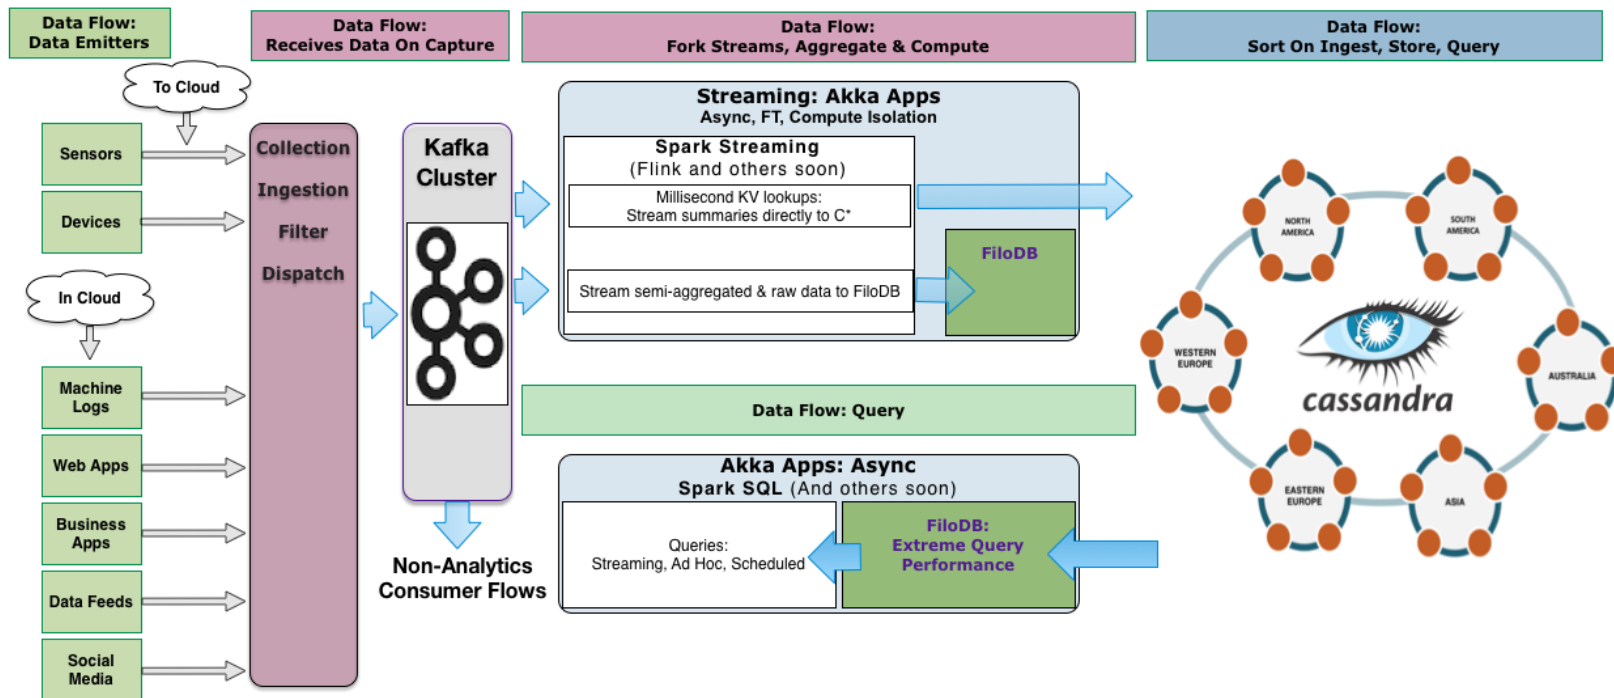 Data Flow:
Data Emitters
Data Flow:
Receives Data On Capture
Data Flow:
Fork Streams, Aggregate & Compute
Data Flow:
Sort On Ingest, Store, Query
To Cloud
Sensors
Devices
In Cloud
Machine
Logs
Web Apps
Business
Apps
Data Feeds
Social
Media
Collection
Ingestion
Filter
Dispatch
Kafka
Cluster
Non-Analytics
Consumer Flows
Streaming: Akka Apps
Async, FT, Compute Isolation
Spark Streaming
(Flink and others soon)
Millisecond KV lookups:
Stream summaries directly to C*
Stream semi-aggregated & raw data to FiloDB
FiloDB
Data Flow: Query
Akka Apps: Async
Spark SQL (And others soon)
Queries:
Streaming, Ad Hoc, Scheduled
FiloDB:
Extreme Query
Performance
NORTH
AMERICA
SOUTH
AMERICA
WESTERN
EUROPE
AUSTRALIA
cassandra
EASTERN
EUROPE
ASIA